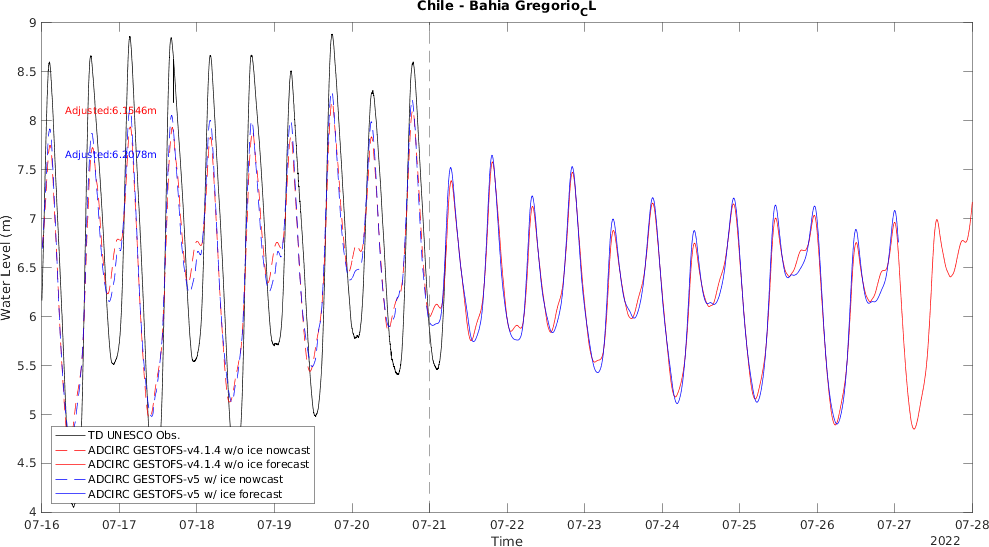 Chile - Bahia Gregorio_CL
Water Level (m)
9
8.5
8
7.5
7
6.5
6
5.5
5
4.5
4
Adjusted:6.1546m
Adjusted:6.2078m
TD UNESCO Obs.
ADCIRC GESTOFS-v4.1.4 w/o ice nowcast
ADCIRC GESTOFS-v4.1.4 w/o ice forecast
ADCIRC GESTOFS-v5 w/ ice nowcast
ADCIRC GESTOFS-v5 w/ ice forecast
07-16 07-17 07-18 07-19 07-20 07-21 07-22 07-23 07-24 07-25 07-26 07-27 07-28
Time
2022